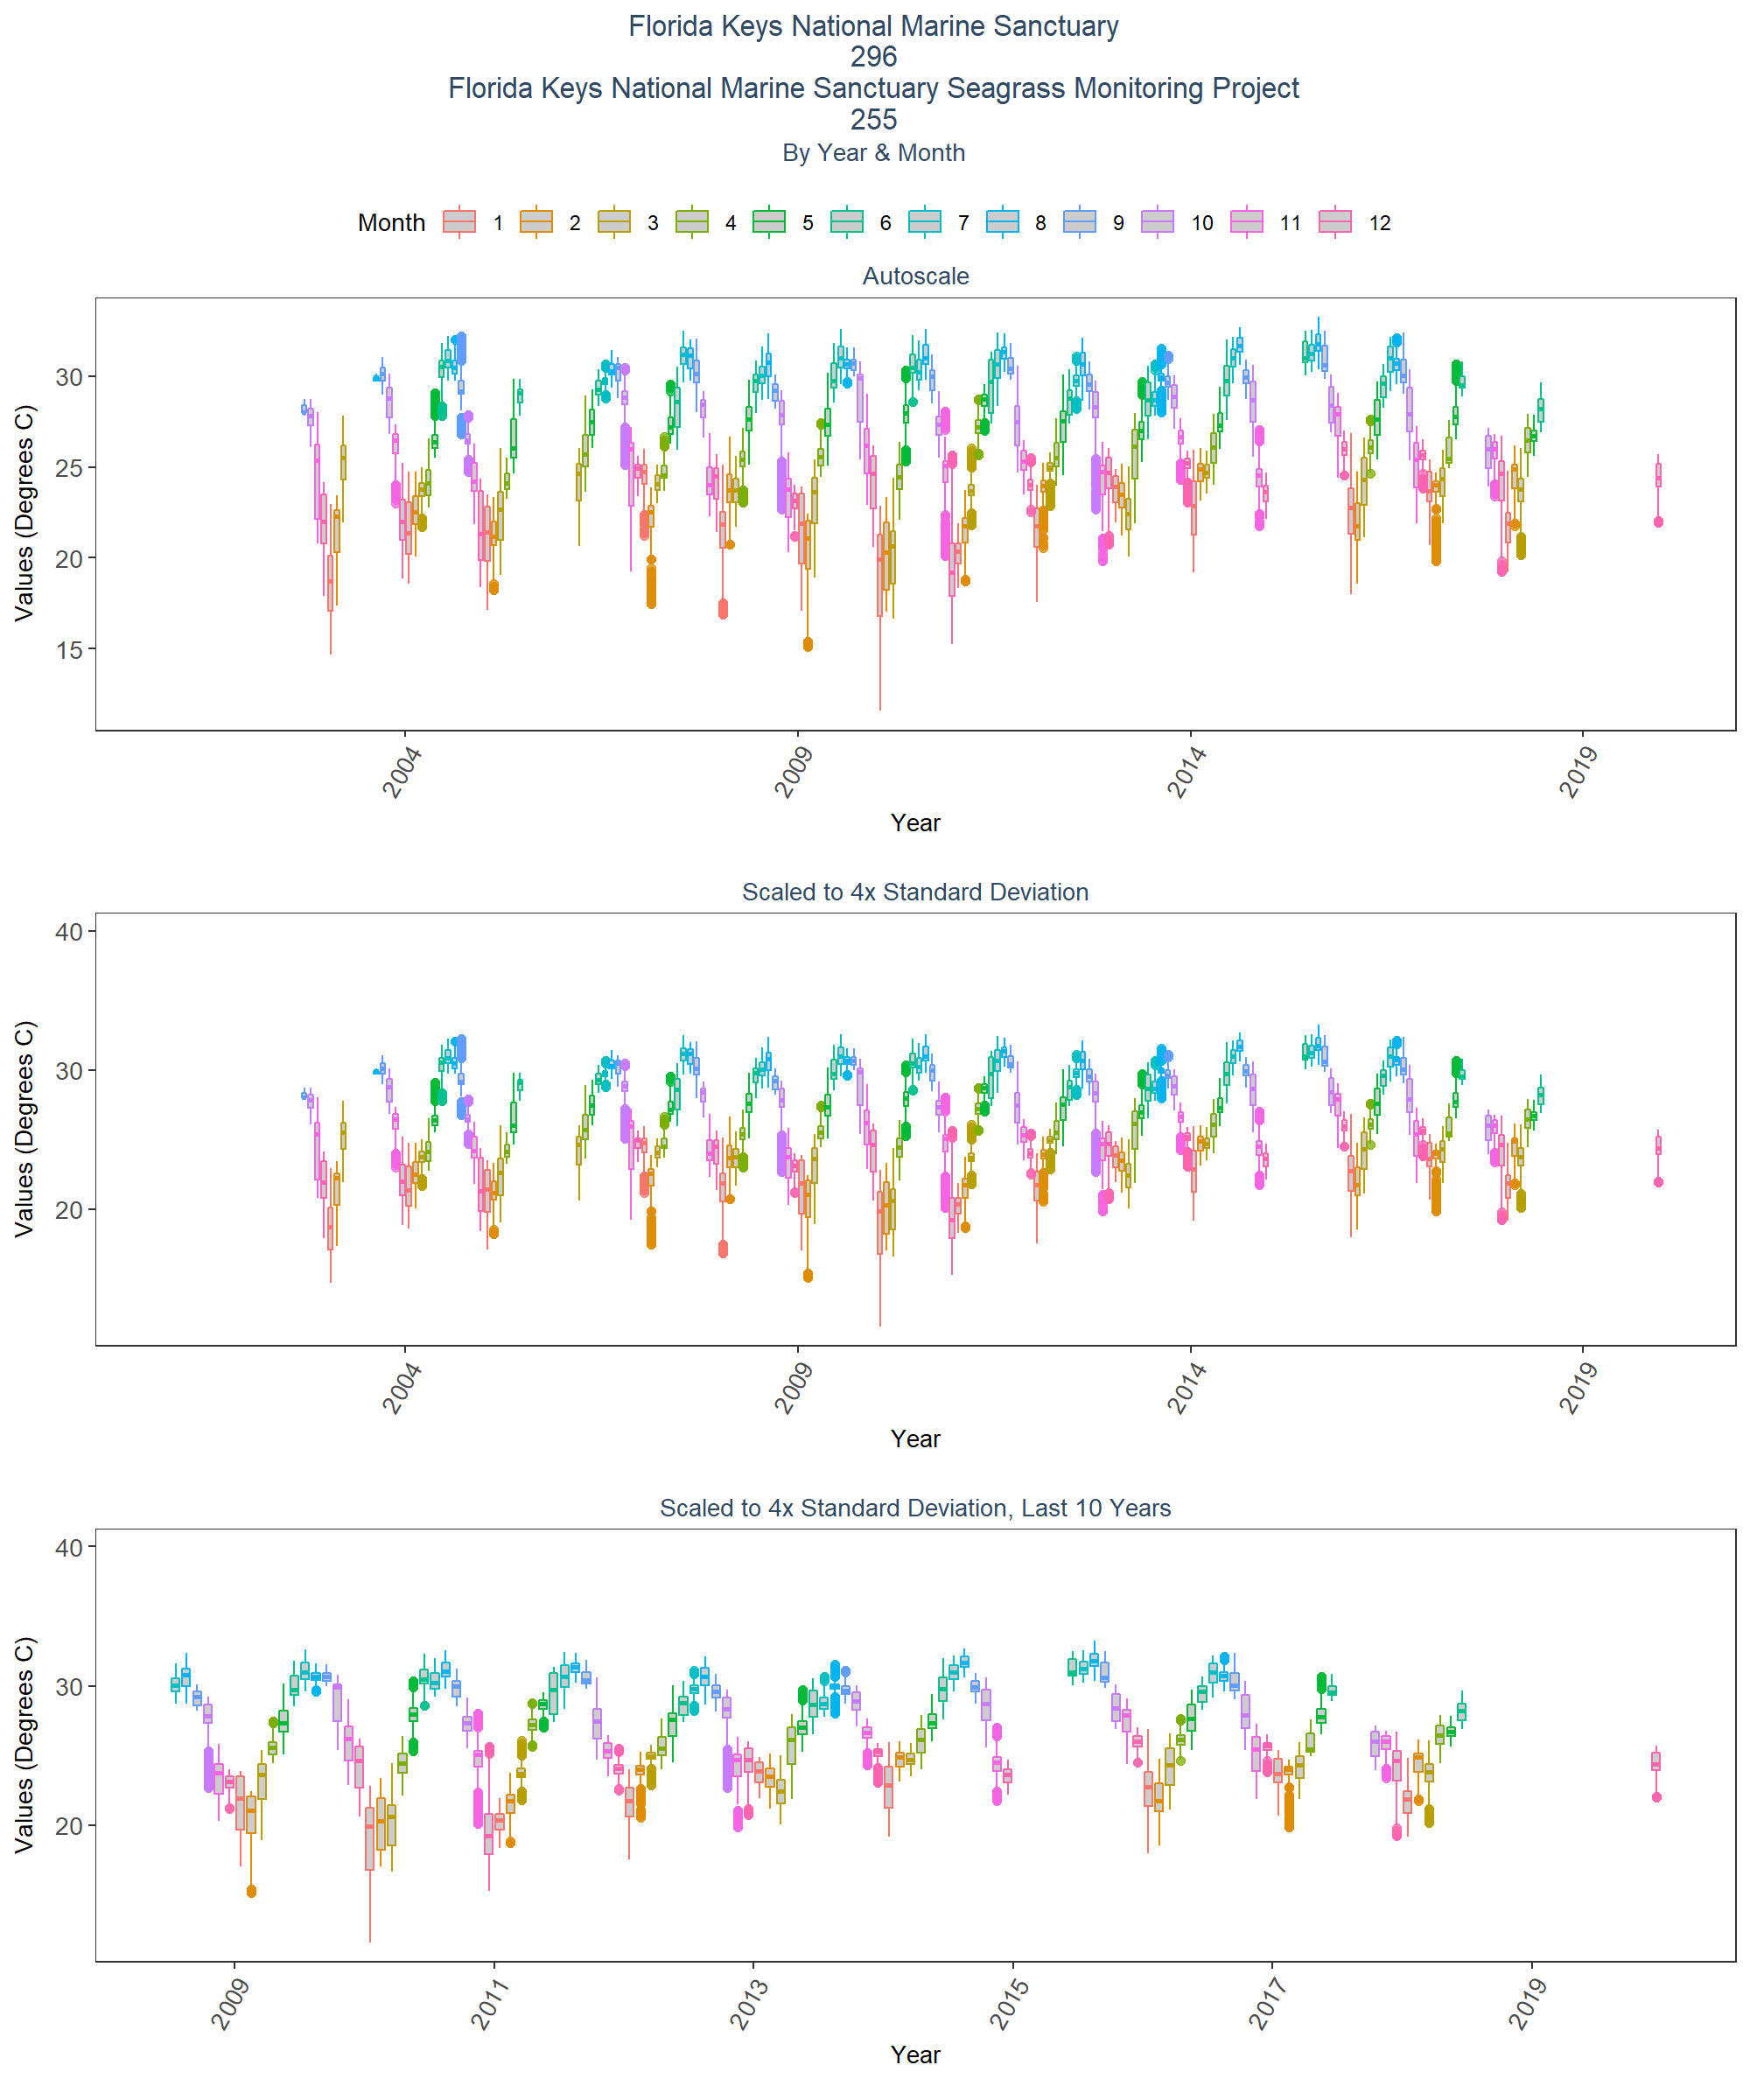 Florida Keys National Marine Sanctuary
296
Florida Keys National Marine Sanctuary Seagrass Monitoring Project
255
By Year & Month
Month 1 2 3 4 5 6 7 8 9 10 11 12
Autoscale
Values (Degrees C)
30
25
20
15
2004 2009 2014 2019
Year
Scaled to 4x Standard Deviation
Values (Degrees C)
40
30
20
2004 2009 2014 2019
Year
Scaled to 4x Standard Deviation, Last 10 Years
Values (Degrees C)
40
30
20
2009 2011 2013 2015 2017 2019
Year